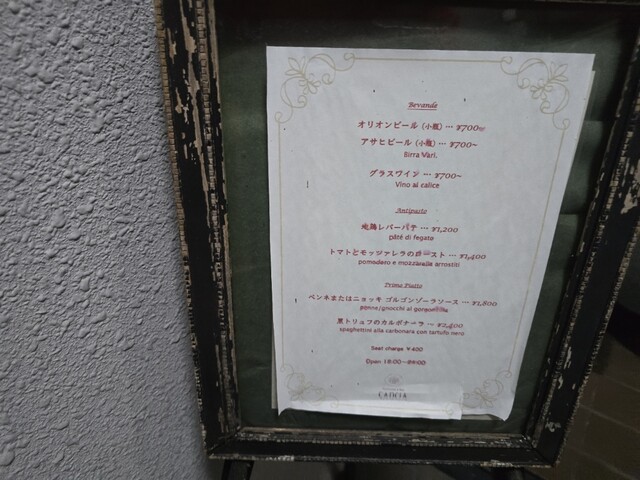 Bevande
オリオンビール (小瓶) … ¥700~
アサヒビール (小瓶) … ¥700~
Birra Vari.
グラスワイン … ¥700~
Vino al calice
Antipasto
地鶏レバーパテ … ¥1,200
pâté di fegato
トマトとモッツァレラのロースト … ¥1,400
pomodoro e mozzarella arrostiti
Primo Piatto
ペンネまたはニョッキ ゴルゴンゾーラソース … ¥1,800
penne/gnocchi al gorgonzola
黒トリュフのカルボナーラ … ¥2,400
spaghettini alla carbonara con tartufo nero
Seat charge ¥400
Open 18:00~24:00